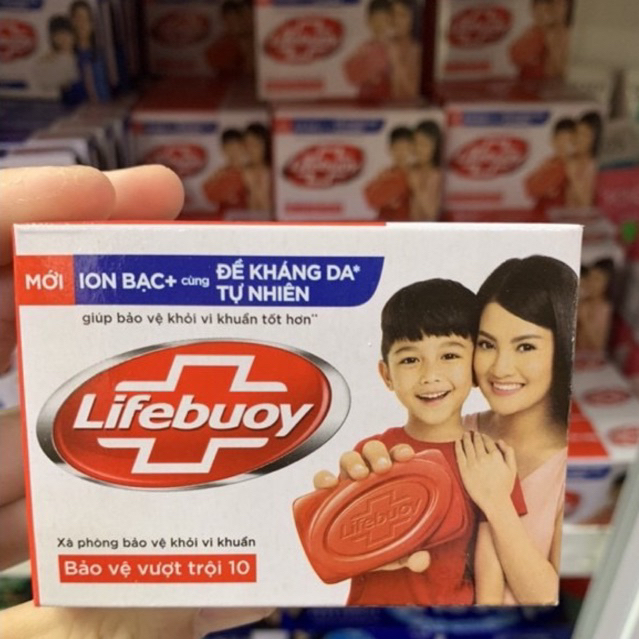 MỚI ION BẠC+ cùng ĐỀ KHÁNG DA*
TỰ NHIÊN
giúp bảo vệ khỏi vi khuẩn tốt hơn**
Lifebuoy
Lifebuoy
Xà phòng bảo vệ khỏi vi khuẩn
Bảo vệ vượt trội 10